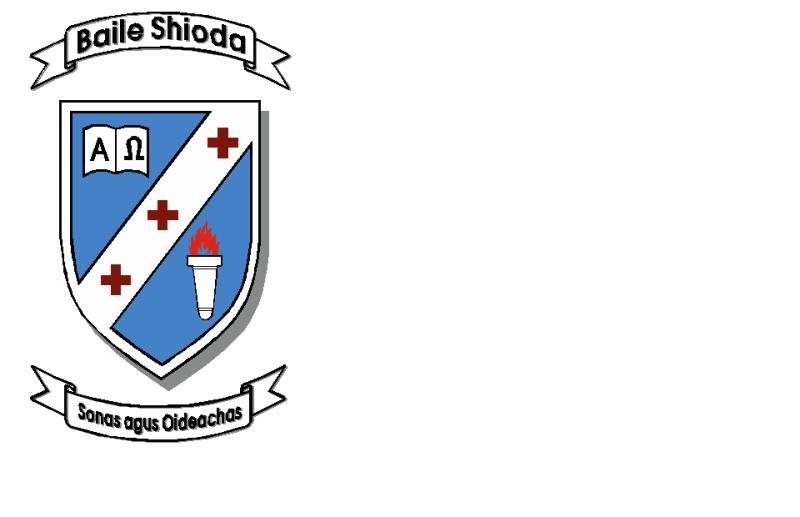 Baile Shioda
Α Ω
Sonas agus Oideachas